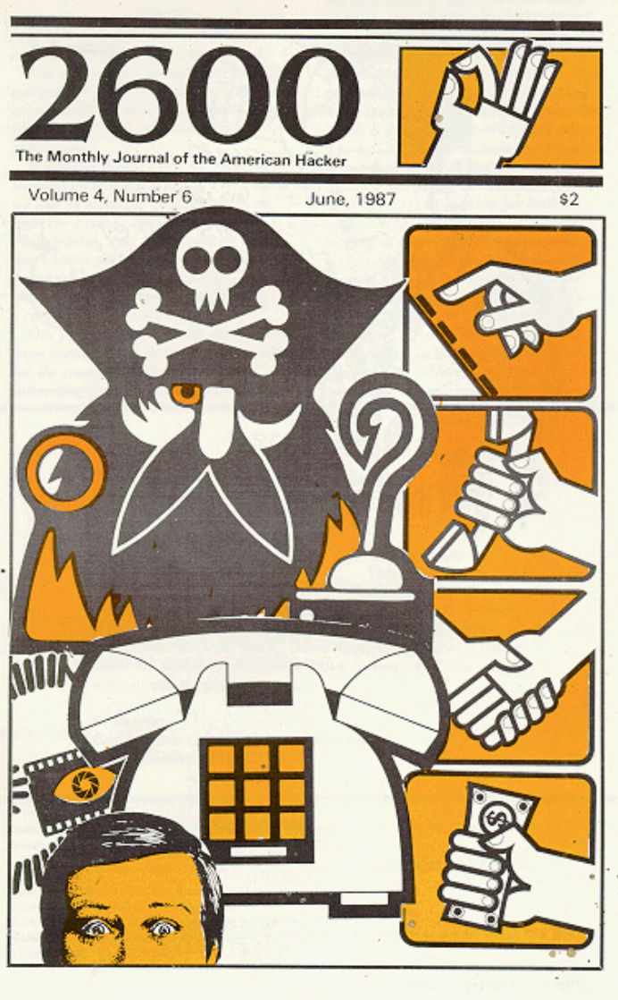 2600
The Monthly Journal of the American Hacker
Volume 4, Number 6 June, 1987 $2
$